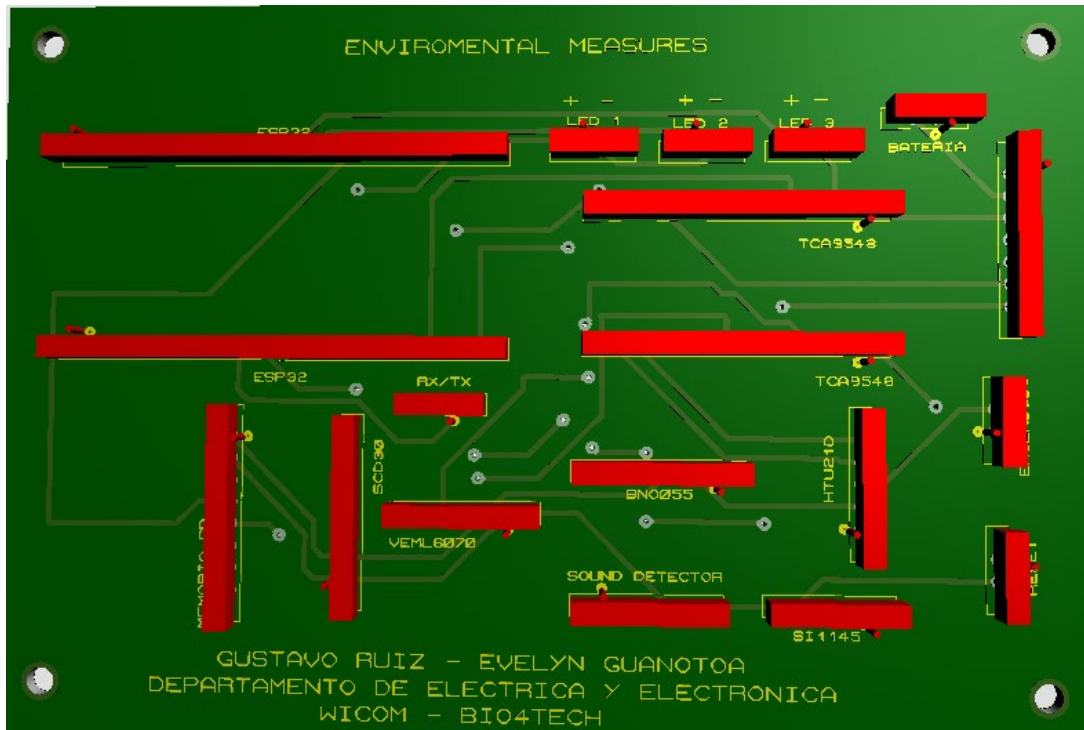 ENVIROMENTAL MEASURES
+ -
+ -
+ -
LED 1
LED 2
LED 3
BATERIA
TCA9548
ESP32
TCA9548
RX/TX
SCD30
HTU21D
BNO055
VEML6070
SOUND DETECTOR
SI1145
GUSTAVO RUIZ - EVELYN GUANOTOA
DEPARTAMENTO DE ELECTRICA Y ELECTRONICA
WICOM - BIO4TECH